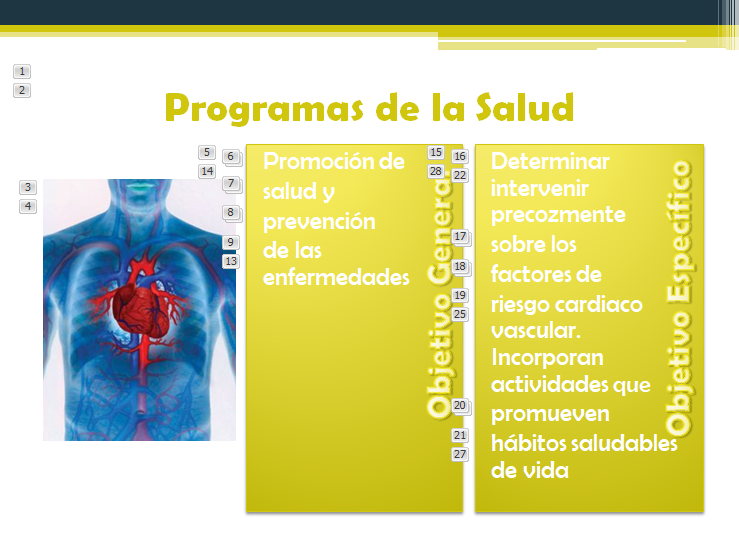 Programas de la Salud
1
2
3
4
5
14
6
7
8
9
13
Promoción de
salud y
prevención
de las
enfermedades
Objetivo General
15
28
16
22
17
18
19
25
20
21
27
Determinar
intervenir
precozmente
sobre los
factores de
riesgo cardiaco
vascular.
Incorporan
actividades que
promueven
hábitos saludables
de vida
Objetivo Específico